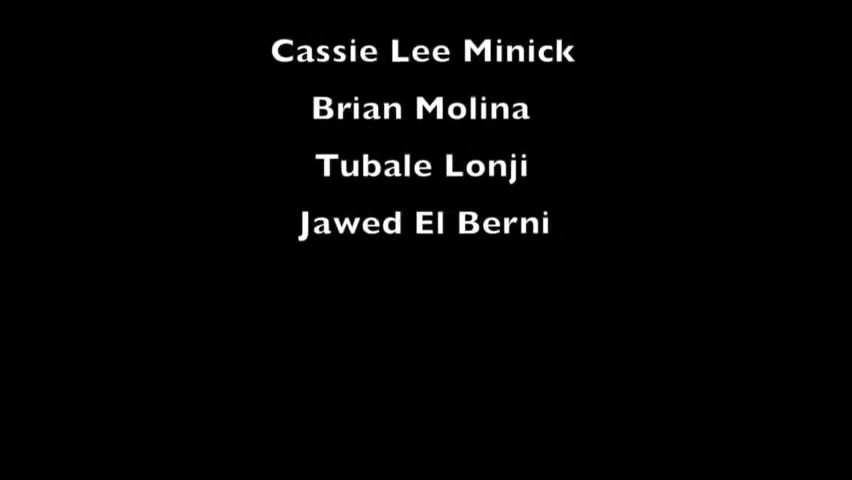 Cassie Lee Minick
Brian Molina
Tubale Lonji
Jawed El Berni